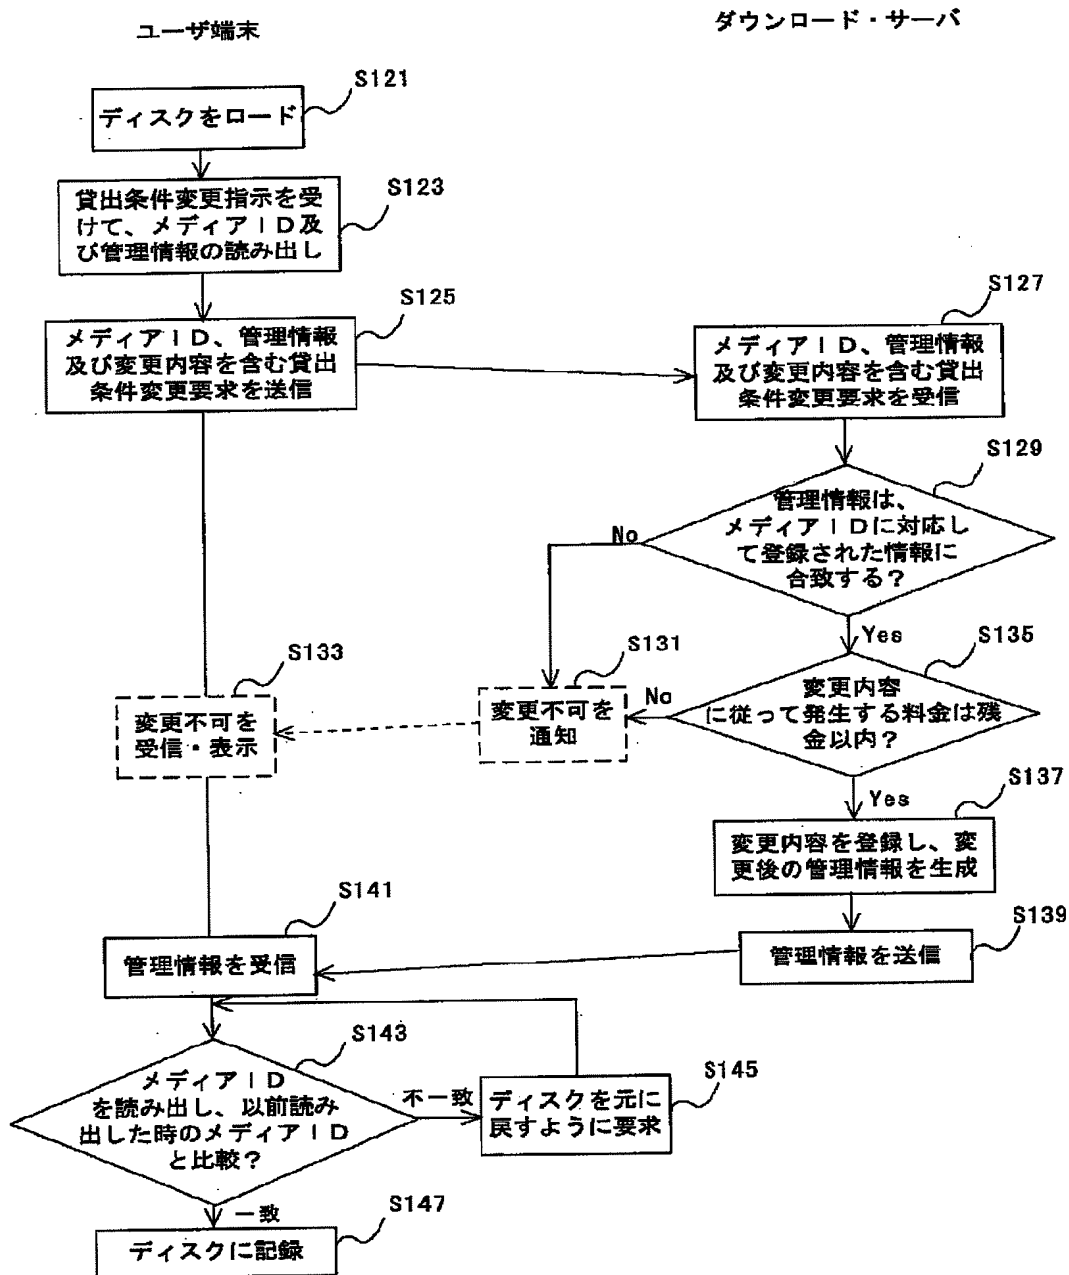 ユーザ端末
ダウンロード・サーバ
S121
ディスクをロード
S123
貸出条件変更指示を受
けて、メディアID及
び管理情報の読み出し
S125
メディアID、管理情報
及び変更内容を含む貸出
条件変更要求を送信
S127
メディアID、管理情報
及び変更内容を含む貸出
条件変更要求を受信
S129
管理情報は、
メディアIDに対応し
て登録された情報に
合致する?
No
Yes
S131
変更不可を
通知
S133
変更不可を
受信・表示
S135
変更内容
に従って発生する料金は残
金以内?
No
Yes
S137
変更内容を登録し、変
更後の管理情報を生成
S139
管理情報を送信
S141
管理情報を受信
S143
メディアID
を読み出し、以前読み
出した時のメディアID
と比較?
不一致
S145
ディスクを元に
戻すように要求
一致
S147
ディスクに記録